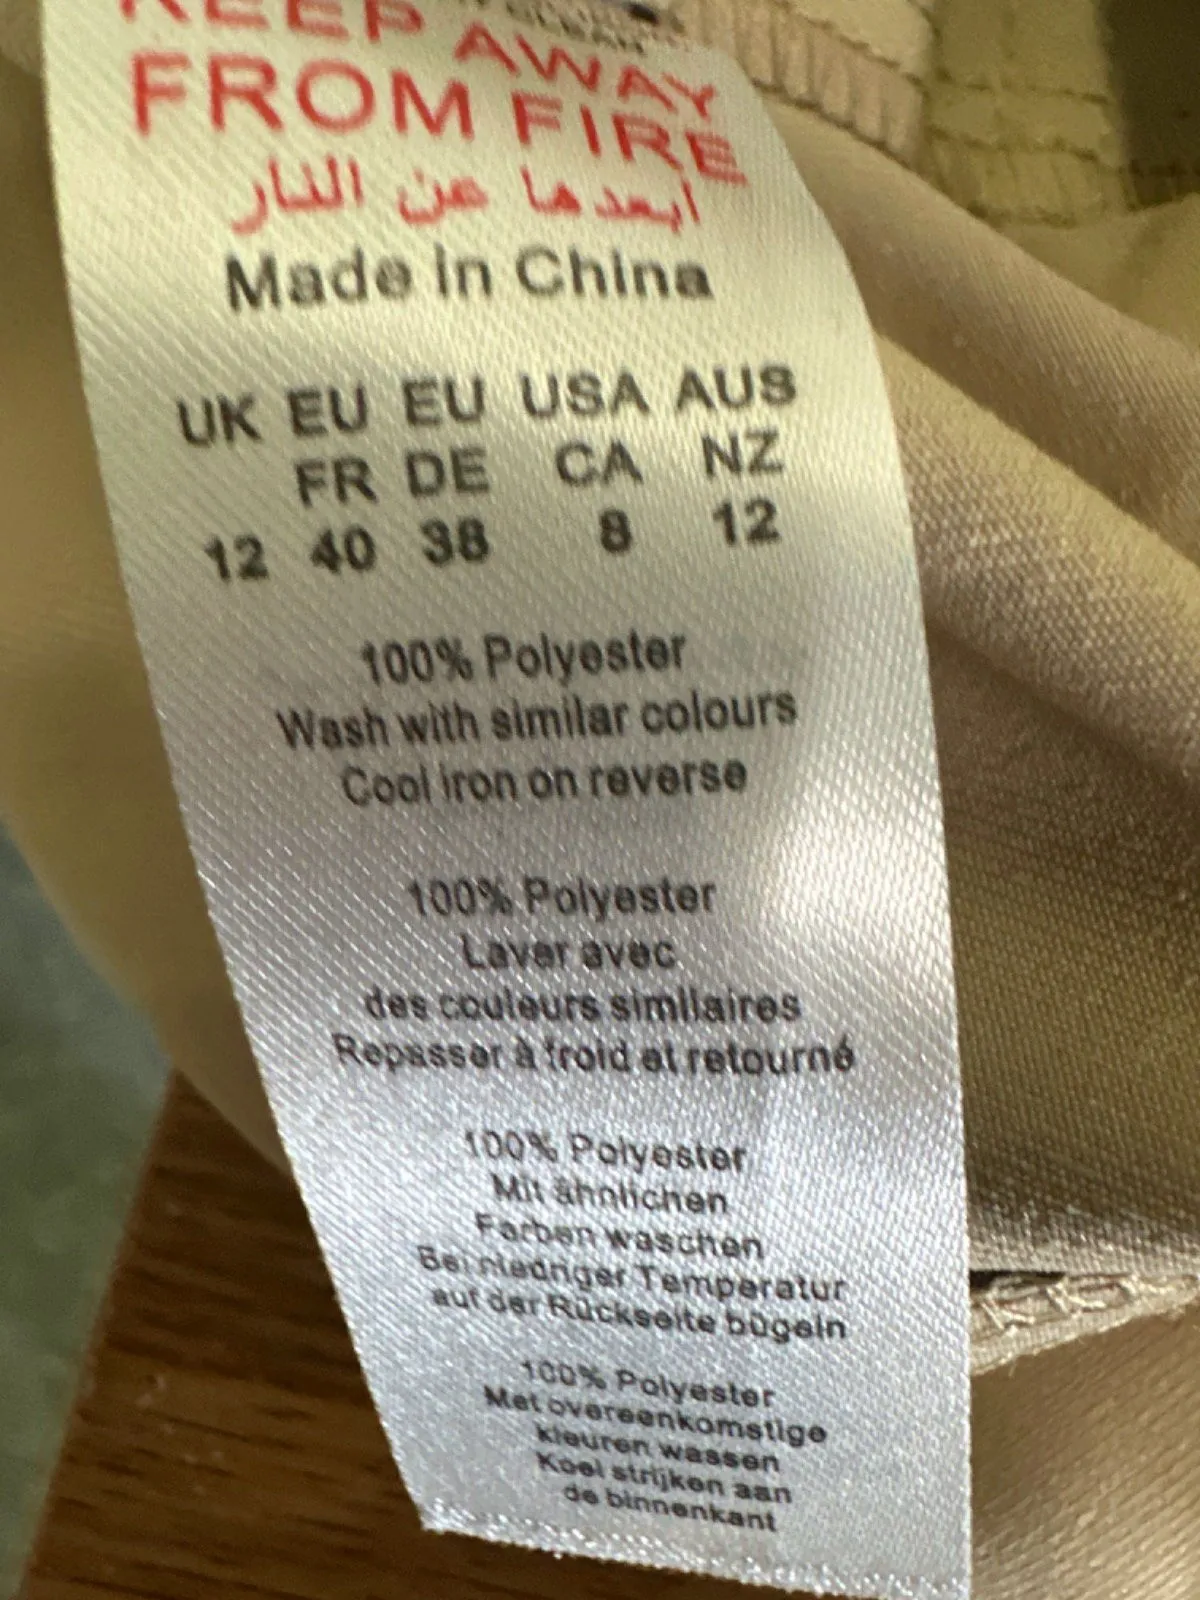 KEEP AWAY
FROM FIRE
أبعدها عن النار
Made in China
UK EU EU USA AUS
FR DE CA NZ
12 40 38 8 12
100% Polyester
Wash with similar colours
Cool iron on reverse
100% Polyester
Laver avec
des couleurs similaires
Repasser à froid et retourné
100% Polyester
Mit ähnlichen
Farben waschen
Bei niedriger Temperatur
auf der Rückseite bügeln
100% Polyester
Met overeenkomstige
kleuren wassen
Koel strijken aan
de binnenkant